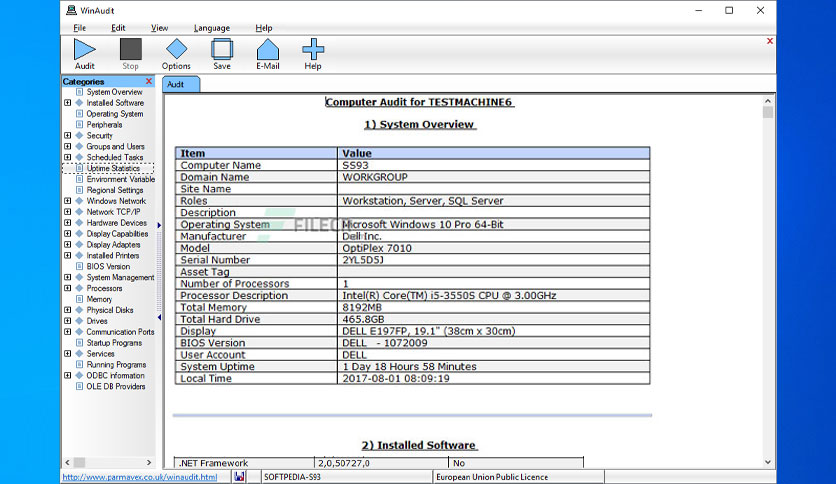 WinAudit
File Edit View Language Help
Audit Stop Options Save E-Mail Help
Categories
System Overview
Installed Software
Operating System
Peripherals
Security
Groups and Users
Scheduled Tasks
Uptime Statistics
Environment Variable
Regional Settings
Windows Network
Network TCP/IP
Hardware Devices
Display Capabilities
Display Adapters
Installed Printers
BIOS Version
System Management
Processors
Memory
Physical Disks
Drives
Communication Ports
Startup Programs
Services
Running Programs
ODBC information
OLE DB Providers
Audit
Computer Audit for TESTMACHINE6
1) System Overview
Item Value
Computer Name SS93
Domain Name WORKGROUP
Site Name
Roles Workstation, Server, SQL Server
Description
Operating System Microsoft Windows 10 Pro 64-Bit
Manufacturer Dell Inc.
Model OptiPlex 7010
Serial Number 2YL5D5J
Asset Tag
Number of Processors 1
Processor Description Intel(R) Core(TM) i5-3550S CPU @ 3.00GHz
Total Memory 8192MB
Total Hard Drive 465.8GB
Display DELL E197FP, 19.1" (38cm x 30cm)
BIOS Version DELL - 1072009
User Account DELL
System Uptime 1 Day 18 Hours 58 Minutes
Local Time 2017-08-01 08:09:19
2) Installed Software
.NET Framework 2,0,50727,0 No
http://www.parmavex.co.uk/winaudit.html SOFTPEDIA-S93 European Union Public Licence